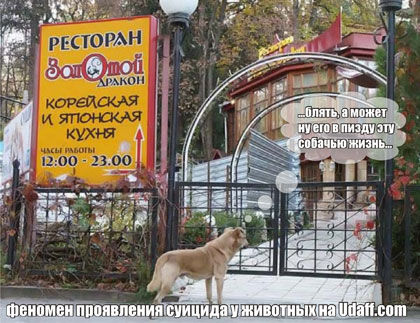 РЕСТОРАН
Золотой
ДРАКОН
КОРЕЙСКАЯ
И ЯПОНСКАЯ
КУХНЯ
ЧАСЫ РАБОТЫ
12:00 - 23.00
Ресторан
...блять, а может
ну его в пизду эту
собачью жизнь...
феномен проявления суицида у животных на Udaff.com